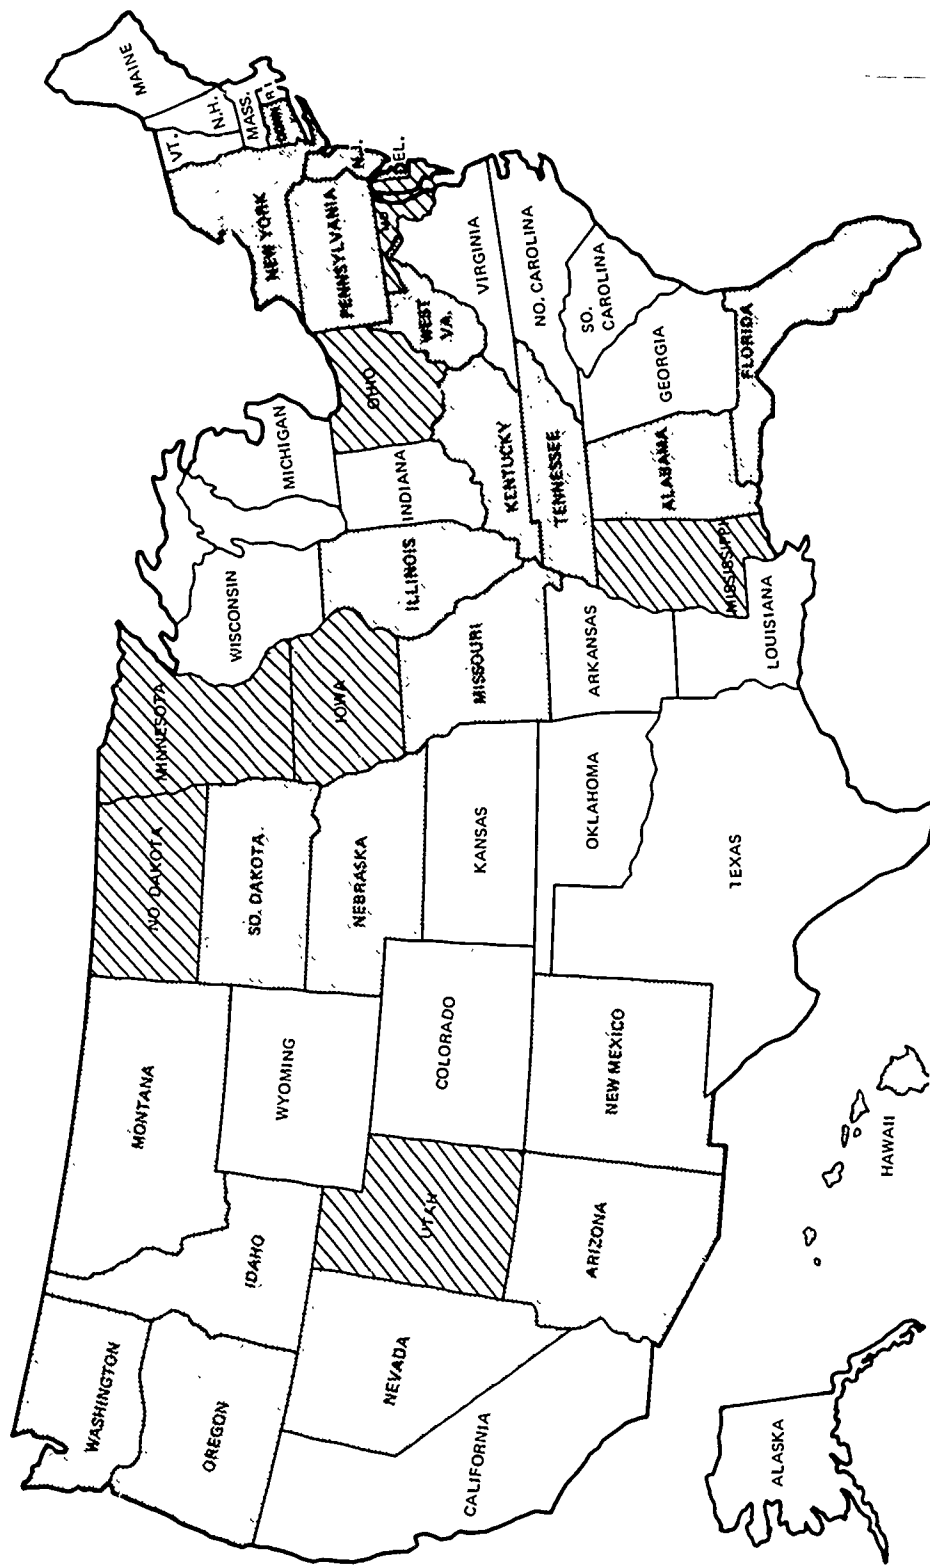 WASHINGTON
OREGON
CALIFORNIA
NEVADA
IDAHO
MONTANA
WYOMING
UTAH
ARIZONA
COLORADO
NEW MEXICO
NO. DAKOTA
SO. DAKOTA
NEBRASKA
KANSAS
OKLAHOMA
TEXAS
MINNESOTA
IOWA
MISSOURI
ARKANSAS
LOUISIANA
WISCONSIN
ILLINOIS
MICHIGAN
INDIANA
OHIO
KENTUCKY
TENNESSEE
MISSISSIPPI
ALABAMA
GEORGIA
FLORIDA
SO.
CAROLINA
NO. CAROLINA
VIRGINIA
WEST
VA.
PENNSYLVANIA
NEW YORK
MD
DEL.
N.J.
CONN
R I
MASS.
VT.
N.H.
MAINE
ALASKA
HAWAII